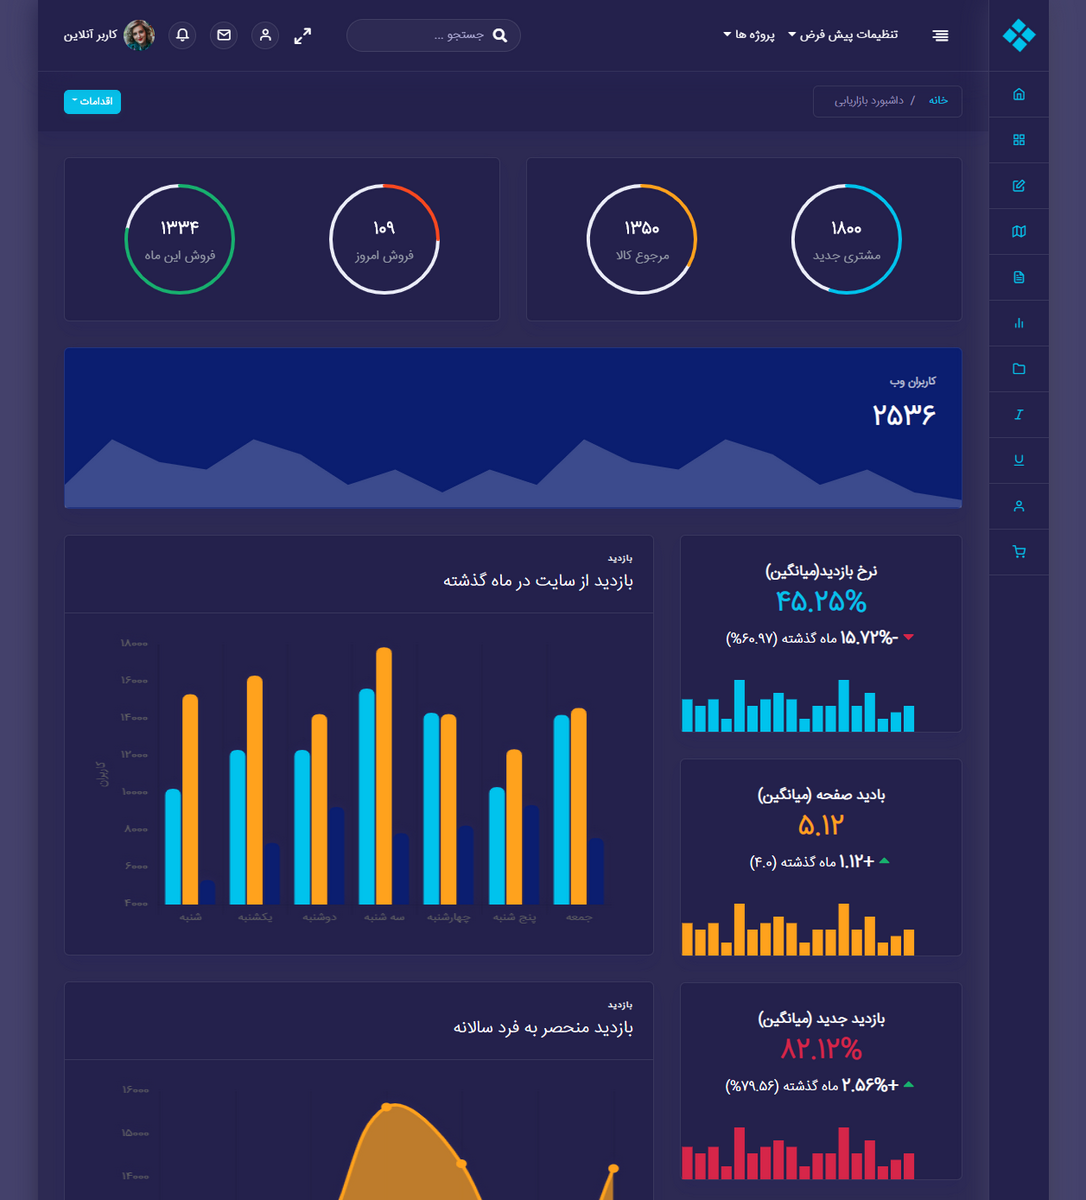 تنظیمات پیش فرض
پروژه ها
جستجو ...
کاربر آنلاین
خانه / داشبورد بازاریابی
اقدامات
۱۸۰۰
مشتری جدید
۱۳۵۰
مرجوع کالا
۱۰۹
فروش امروز
۱۳۳۴
فروش این ماه
کاربران وب
۲۵۳۶
نرخ بازدید(میانگین)
۴۵.۲۵%
-۱۵.۷۲% ماه گذشته (۶۰.۹۷%)
بازدید
بازدید از سایت در ماه گذشته
۱۸۰۰۰
۱۶۰۰۰
۱۴۰۰۰
۱۲۰۰۰
۱۰۰۰۰
۸۰۰۰
۶۰۰۰
۴۰۰۰
کاربران
شنبه
یکشنبه
دوشنبه
سه شنبه
چهارشنبه
پنج شنبه
جمعه
بادید صفحه (میانگین)
۵.۱۲
+۱.۱۲ ماه گذشته (۴.۰)
بازدید جدید (میانگین)
۸۲.۱۲%
+۲.۵۶% ماه گذشته (۷۹.۵۶%)
بازدید
بازدید منحصر به فرد سالانه
۱۶۰۰۰
۱۵۰۰۰
۱۴۰۰۰